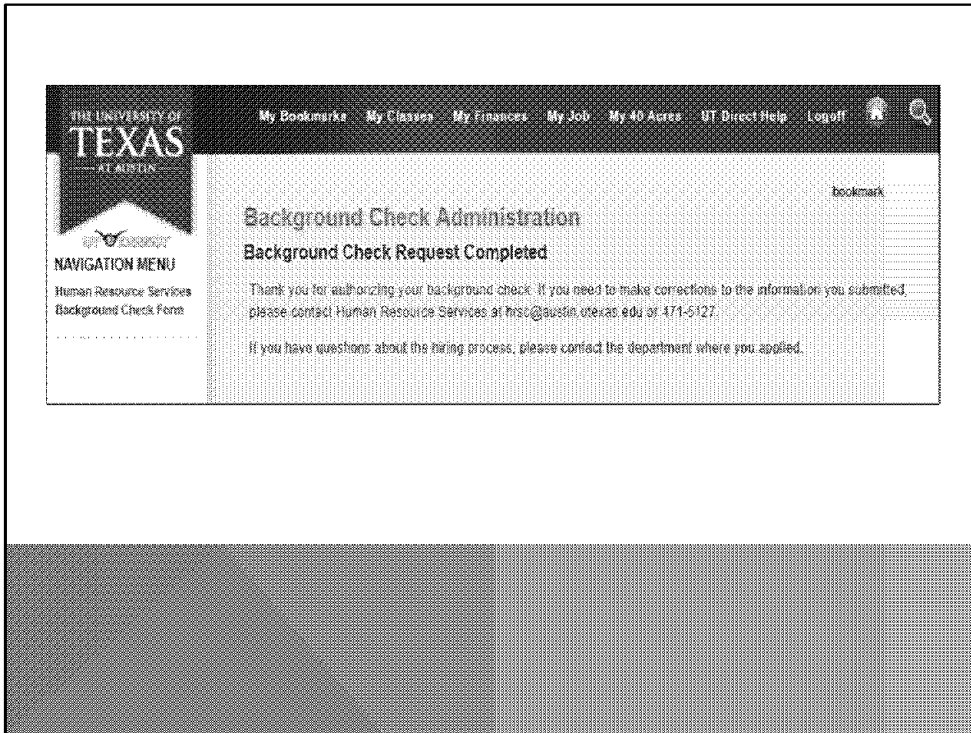 THE UNIVERSITY OF
TEXAS
AT AUSTIN
My Bookmarks My Classes My Finances My Job My 40 Acres UT Direct Help Logoff
bookmark
NAVIGATION MENU
Human Resource Services
Background Check Form
Background Check Administration
Background Check Request Completed
Thank you for authorizing your background check. If you need to make corrections to the information you submitted,
please contact Human Resource Services at hrsc@austin.utexas.edu or 471-5127.
If you have questions about the hiring process, please contact the department where you applied.